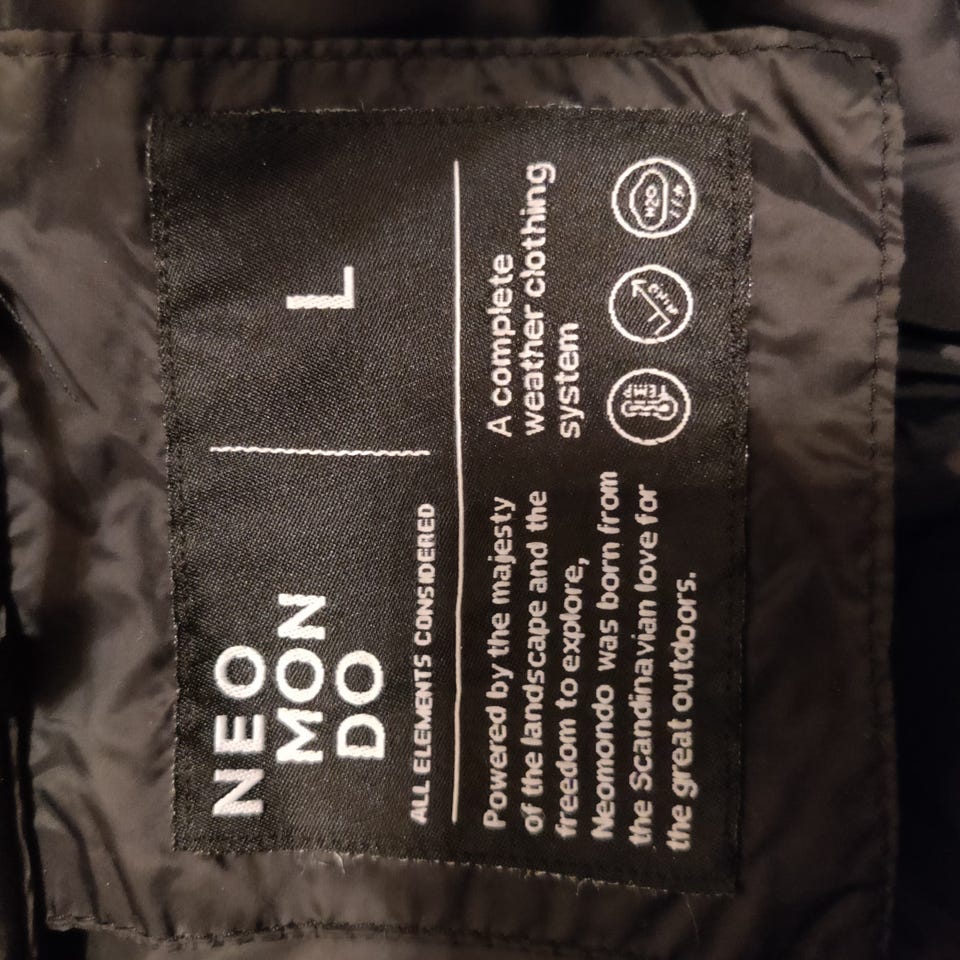 NEO
MON
DO
ALL ELEMENTS CONSIDERED
L
Powered by the majesty
of the landscape and the
freedom to explore,
Neomondo was born from
the Scandinavian love for
the great outdoors.
A complete
weather clothing
system
H2O